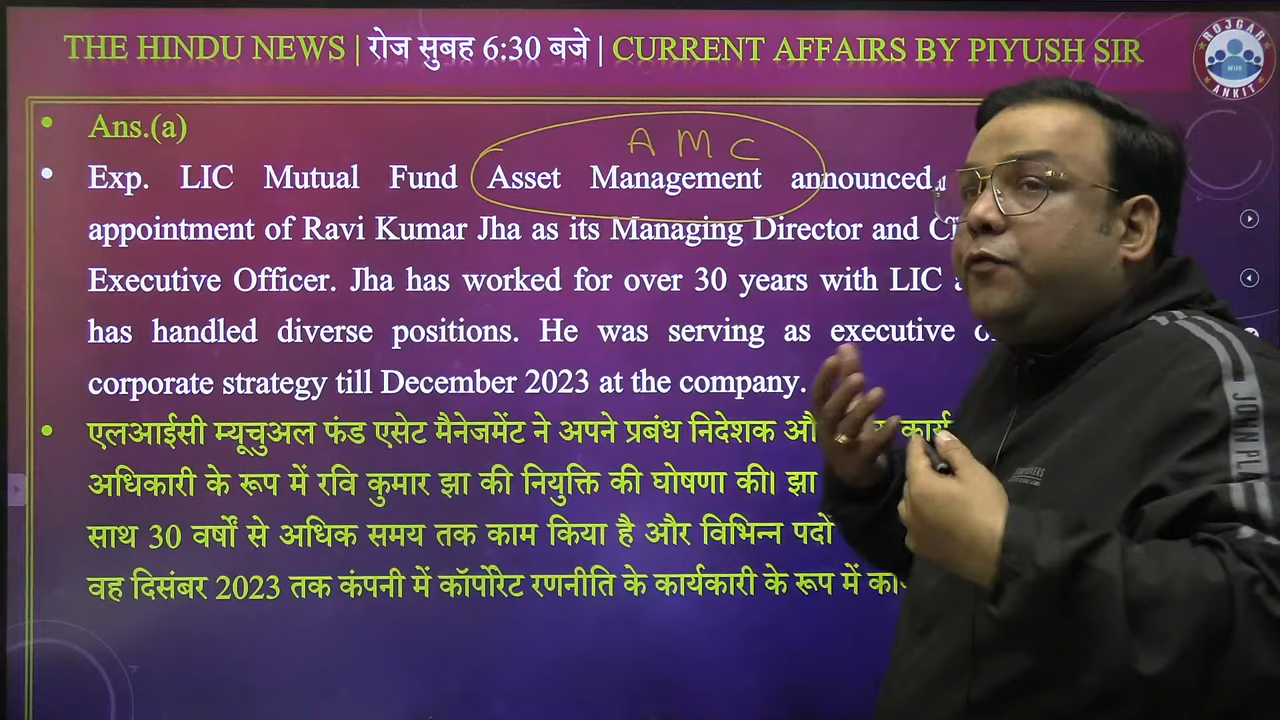 THE HINDU NEWS | रोज सुबह 6:30 बजे | CURRENT AFFAIRS BY PIYUSH SIR
ROJGAR WITH ANKIT
• Ans.(a)
A M C
• Exp. LIC Mutual Fund Asset Management announced
appointment of Ravi Kumar Jha as its Managing Director and
Executive Officer. Jha has worked for over 30 years with LIC
has handled diverse positions. He was serving as executive
corporate strategy till December 2023 at the company.
• एलआईसी म्यूचुअल फंड एसेट मैनेजमेंट ने अपने प्रबंध निदेशक
अधिकारी के रूप में रवि कुमार झा की नियुक्ति की घोषणा की। झा
साथ 30 वर्षों से अधिक समय तक काम किया है और विभिन्न पदों
वह दिसंबर 2023 तक कंपनी में कॉर्पोरेट रणनीति के कार्यकारी के रूप में
JOHN PLA